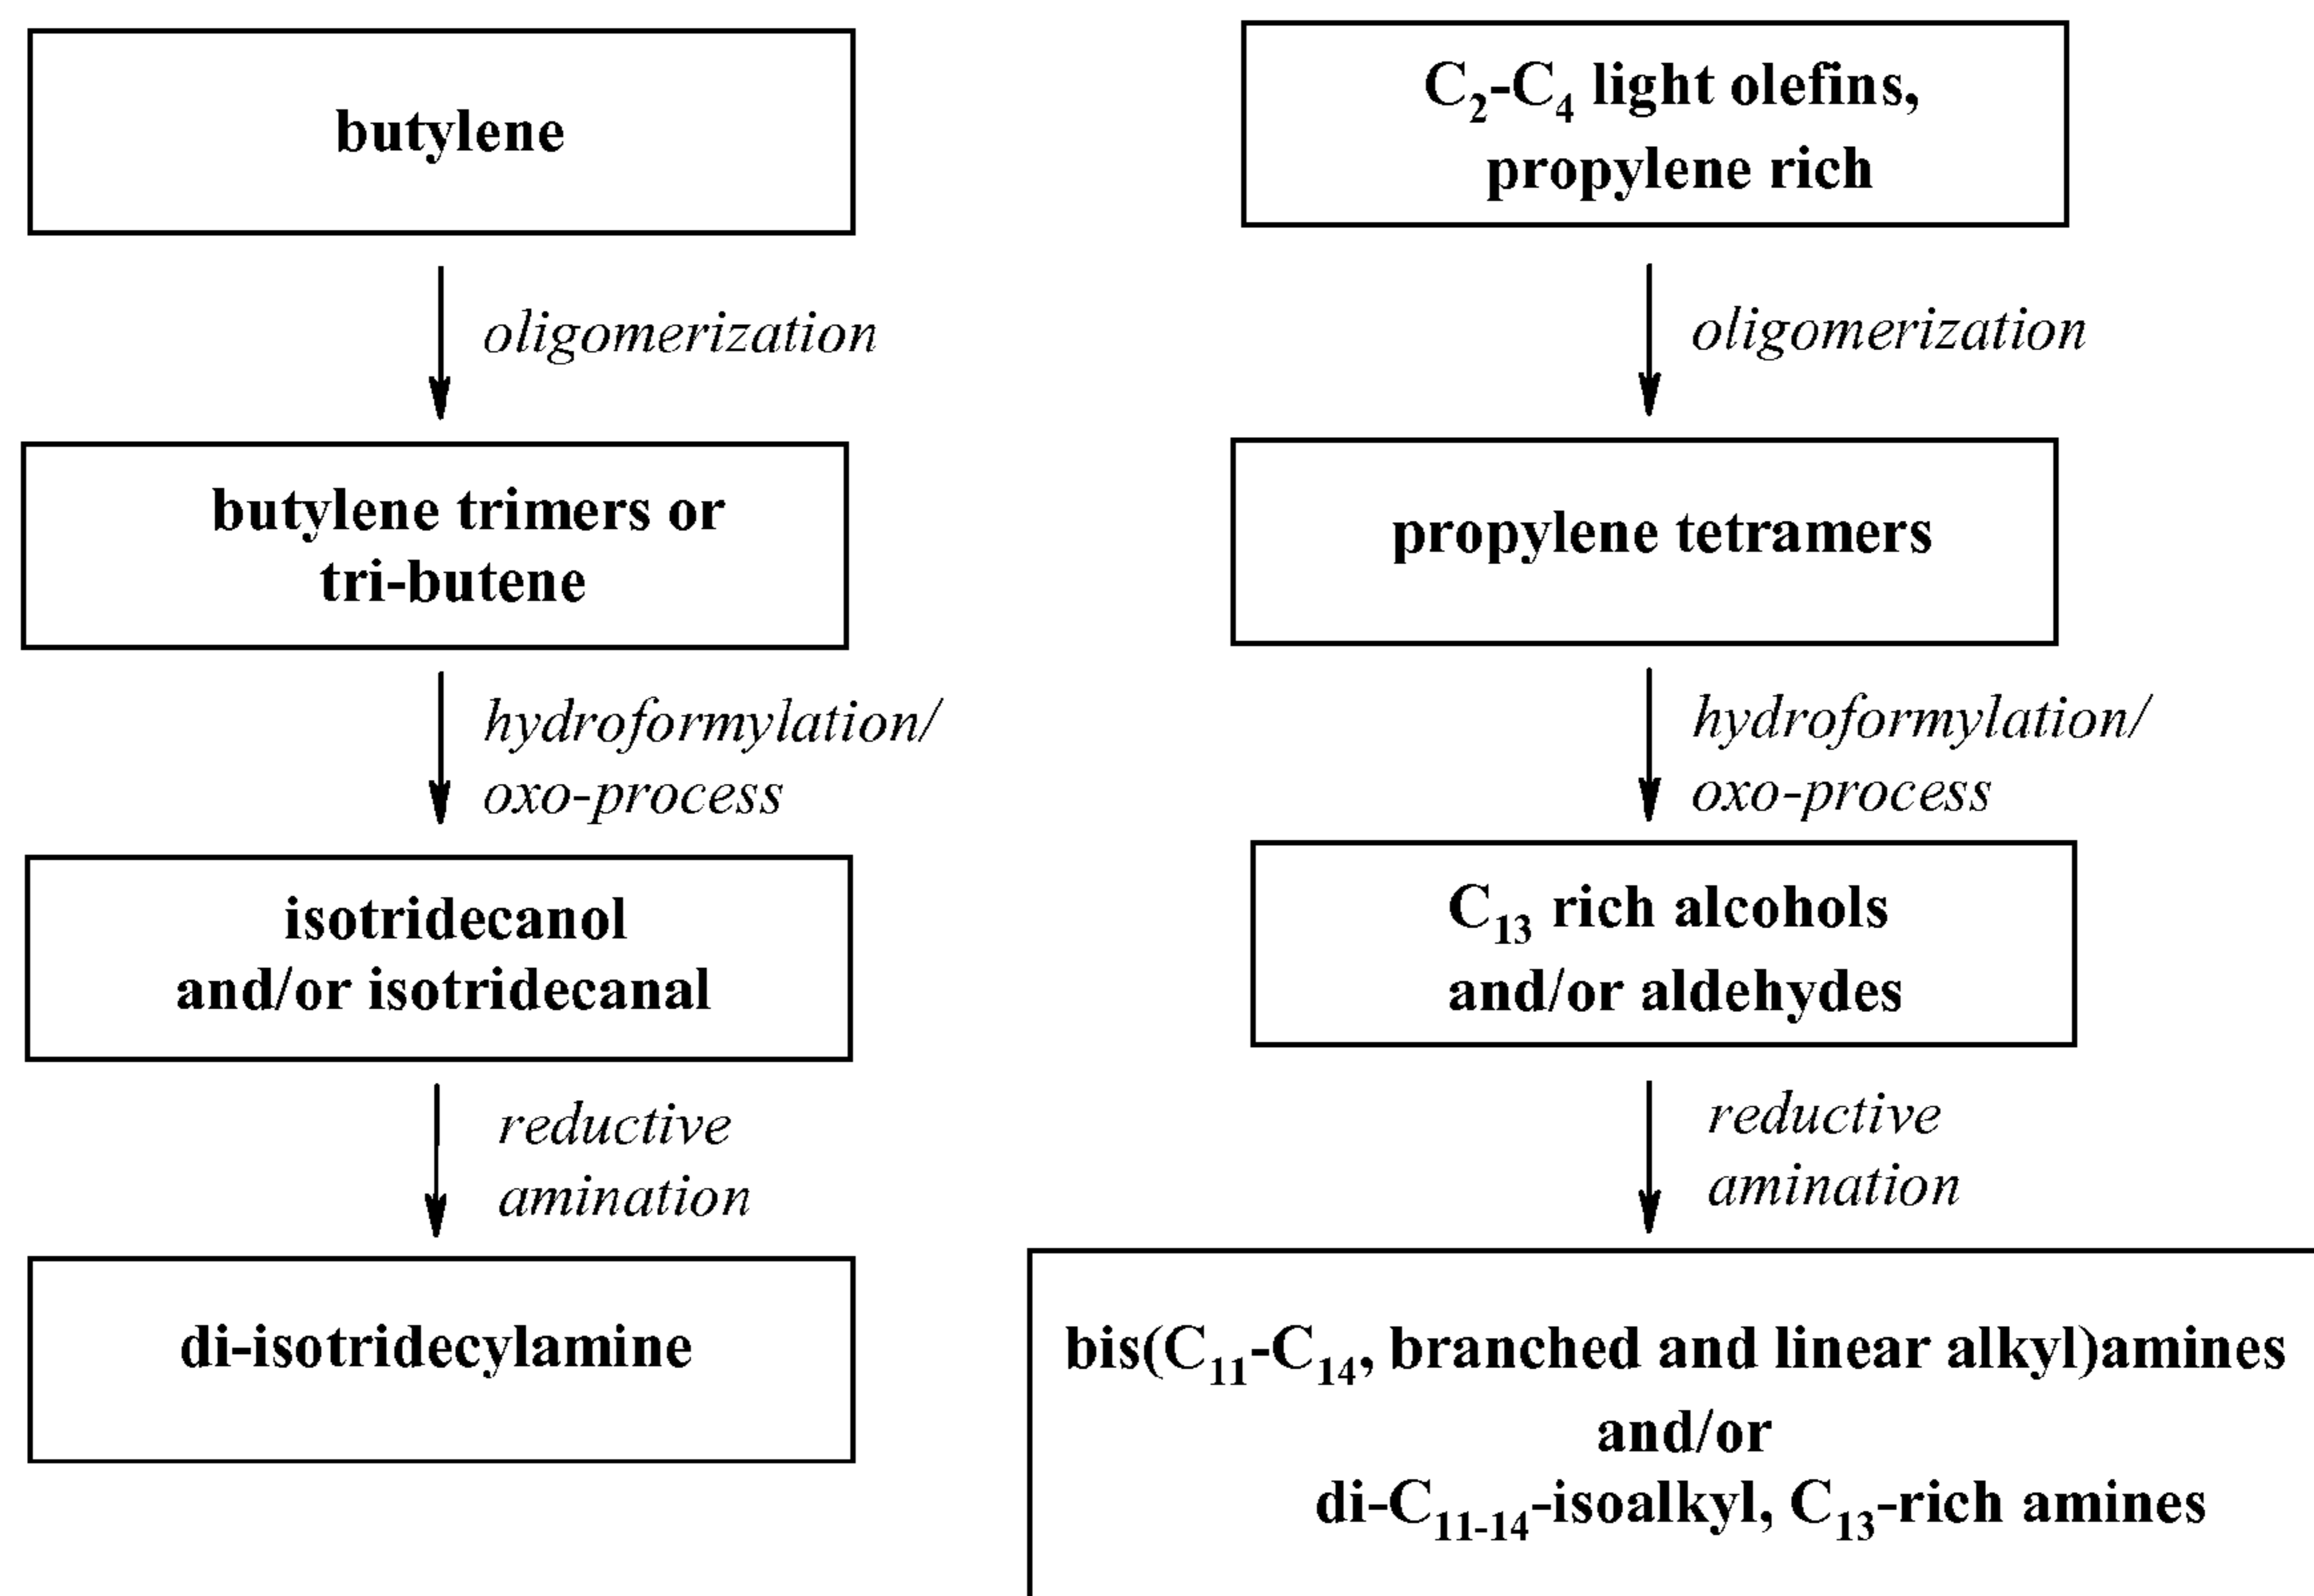 butylene
oligomerization
butylene trimers or
tri-butene
hydroformylation/
oxo-process
isotridecanol
and/or isotridecanal
reductive
amination
di-isotridecylamine
C₂-C₄ light olefins,
propylene rich
oligomerization
propylene tetramers
hydroformylation/
oxo-process
C₁₃ rich alcohols
and/or aldehydes
reductive
amination
bis(C₁₁-C₁₄, branched and linear alkyl)amines
and/or
di-C₁₁₋₁₄-isoalkyl, C₁₃-rich amines